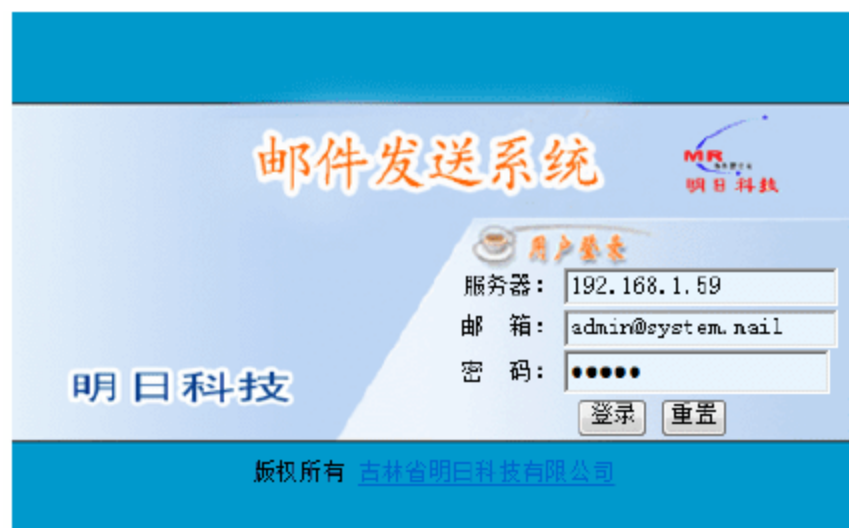 邮件发送系统
MR
明日科技
用户登录
服务器： 192.168.1.59
邮 箱： admin@system.mail
密 码： ●●●●●
明日科技
登录 重置
版权所有 吉林省明日科技有限公司